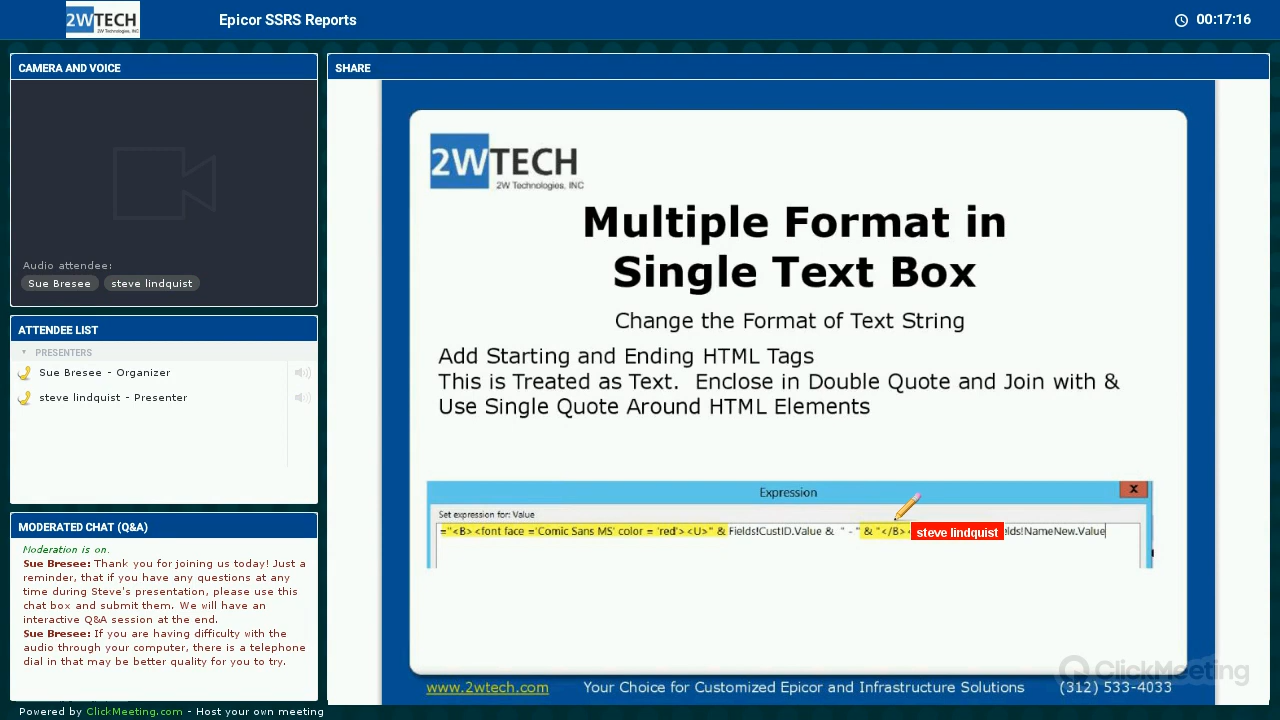 2WTECH
2W Technologies, INC
Epicor SSRS Reports
00:17:16
CAMERA AND VOICE
Audio attendee:
Sue Bresee
steve lindquist
ATTENDEE LIST
PRESENTERS
Sue Bresee - Organizer
steve lindquist - Presenter
MODERATED CHAT (Q&A)
Moderation is on.
Sue Bresee: Thank you for joining us today! Just a
reminder, that if you have any questions at any
time during Steve's presentation, please use this
chat box and submit them. We will have an
interactive Q&A session at the end.
Sue Bresee: If you are having difficulty with the
audio through your computer, there is a telephone
dial in that may be better quality for you to try.
Powered by ClickMeeting.com - Host your own meeting
SHARE
2WTECH
2W Technologies, INC
Multiple Format in
Single Text Box
Change the Format of Text String
Add Starting and Ending HTML Tags
This is Treated as Text. Enclose in Double Quote and Join with &
Use Single Quote Around HTML Elements
Expression
X
Set expression for: Value
="<B><font face ='Comic Sans MS' color = 'red'><U>" & Fields!CustID.Value & " - " & "</B>
steve lindquist
elds!NameNew.Value
ClickMeeting
www.2wtech.com
Your Choice for Customized Epicor and Infrastructure Solutions
(312) 533-4033